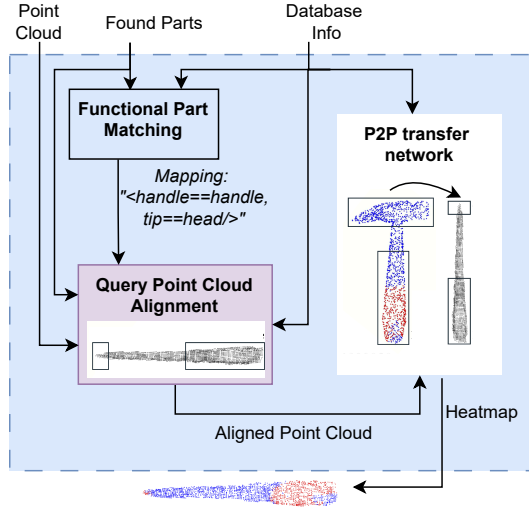 Point
Cloud
Found Parts
Database
Info
Functional Part
Matching
P2P transfer
network
Mapping:
"<handle==handle,
tip==head/>"
Query Point Cloud
Alignment
Aligned Point Cloud
Heatmap